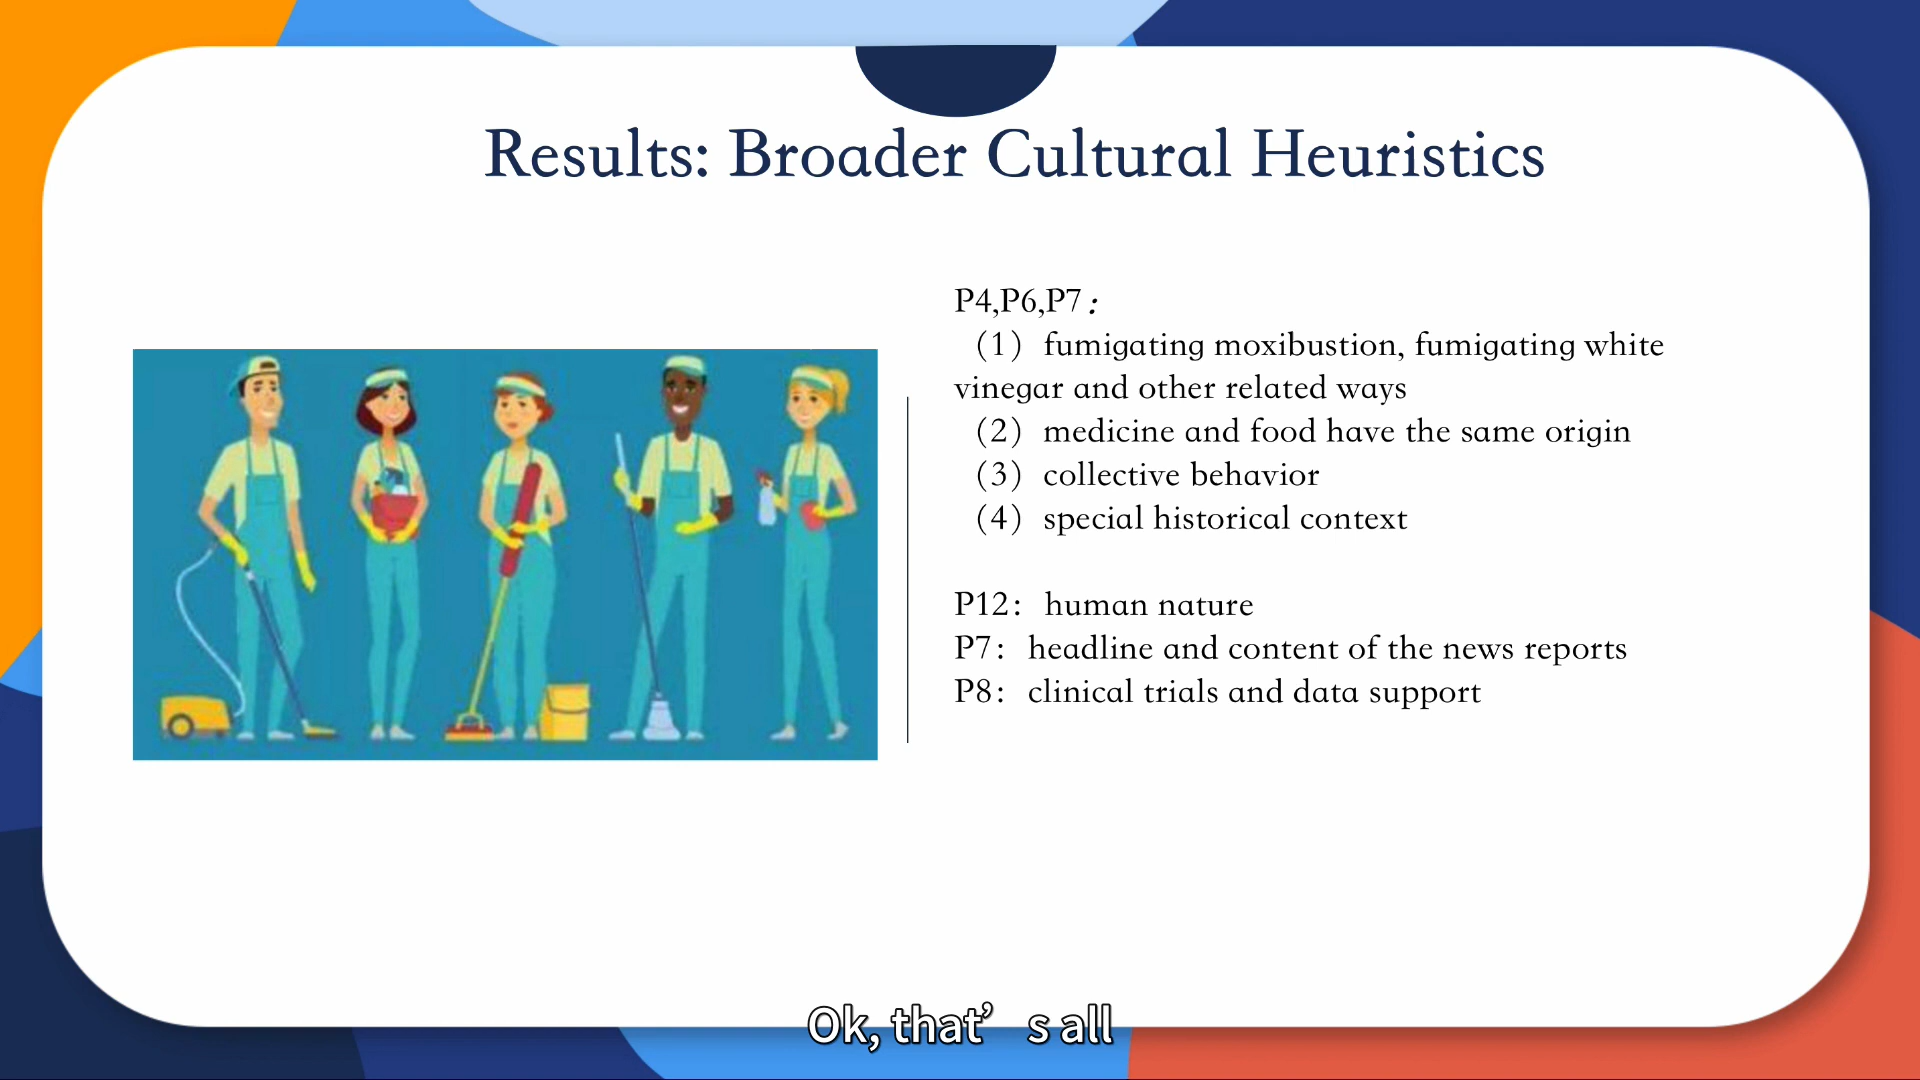 Results: Broader Cultural Heuristics
P4,P6,P7：
（1）fumigating moxibustion, fumigating white
vinegar and other related ways
（2）medicine and food have the same origin
（3）collective behavior
（4）special historical context
P12：human nature
P7：headline and content of the news reports
P8：clinical trials and data support
Ok, that’s all